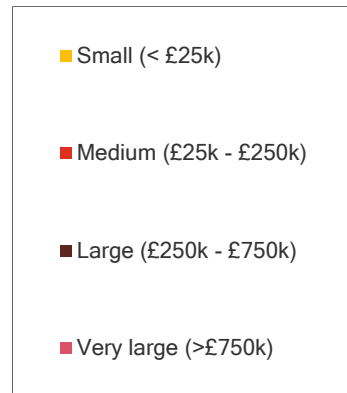 Small (< £25k)
Medium (£25k - £250k)
Large (£250k - £750k)
Very large (>£750k)